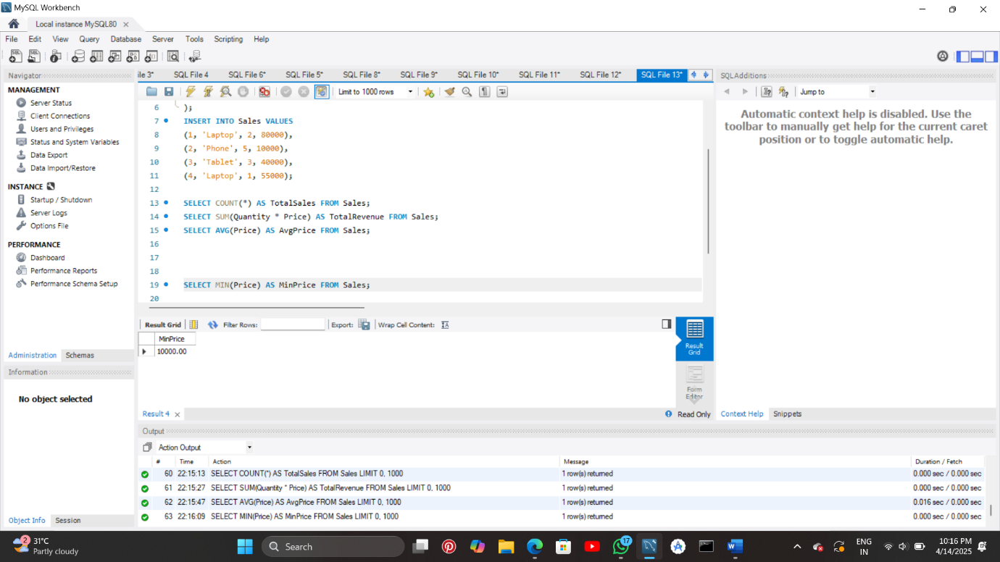 MySQL Workbench
Local instance MySQL80
File Edit View Query Database Server Tools Scripting Help
Navigator
MANAGEMENT
Server Status
Client Connections
Users and Privileges
Status and System Variables
Data Export
Data Import/Restore
INSTANCE
Startup / Shutdown
Server Logs
Options File
PERFORMANCE
Dashboard
Performance Reports
Performance Schema Setup
Administration Schemas
Information
No object selected
Object Info Session
ile 3* SQL File 4 SQL File 6* SQL File 5* SQL File 8* SQL File 9* SQL File 10* SQL File 11* SQL File 12* SQL File 13*
Limit to 1000 rows
6 );
7 INSERT INTO Sales VALUES
8 (1, 'Laptop', 2, 80000),
9 (2, 'Phone', 5, 10000),
10 (3, 'Tablet', 3, 40000),
11 (4, 'Laptop', 1, 55000);
12
13 SELECT COUNT(*) AS TotalSales FROM Sales;
14 SELECT SUM(Quantity * Price) AS TotalRevenue FROM Sales;
15 SELECT AVG(Price) AS AvgPrice FROM Sales;
16
17
18
19 SELECT MIN(Price) AS MinPrice FROM Sales;
20
Result Grid Filter Rows: Export: Wrap Cell Content:
MinPrice
10000.00
Result
Grid
Form
Editor
Result 4 Read Only
SQLAdditions
Jump to
Automatic context help is disabled. Use the
toolbar to manually get help for the current caret
position or to toggle automatic help.
Context Help Snippets
Output
Action Output
# Time Action Message Duration / Fetch
60 22:15:13 SELECT COUNT(*) AS TotalSales FROM Sales LIMIT 0, 1000 1 row(s) returned 0.000 sec / 0.000 sec
61 22:15:27 SELECT SUM(Quantity * Price) AS TotalRevenue FROM Sales LIMIT 0, 1000 1 row(s) returned 0.000 sec / 0.000 sec
62 22:15:47 SELECT AVG(Price) AS AvgPrice FROM Sales LIMIT 0, 1000 1 row(s) returned 0.016 sec / 0.000 sec
63 22:16:09 SELECT MIN(Price) AS MinPrice FROM Sales LIMIT 0, 1000 1 row(s) returned 0.000 sec / 0.000 sec
2
31°C
Partly cloudy
Search
17
ENG
IN
10:16 PM
4/14/2025